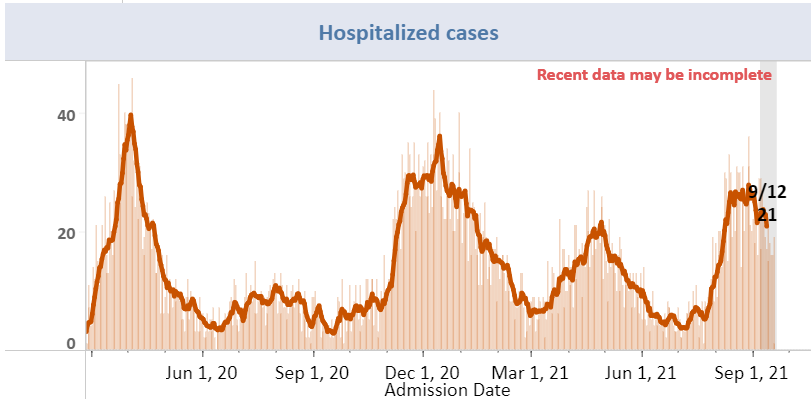 Hospitalized cases
Recent data may be incomplete
40
9/12
21
20
0
Jun 1, 20 Sep 1, 20 Dec 1, 20 Mar 1, 21 Jun 1, 21 Sep 1, 21
Admission Date